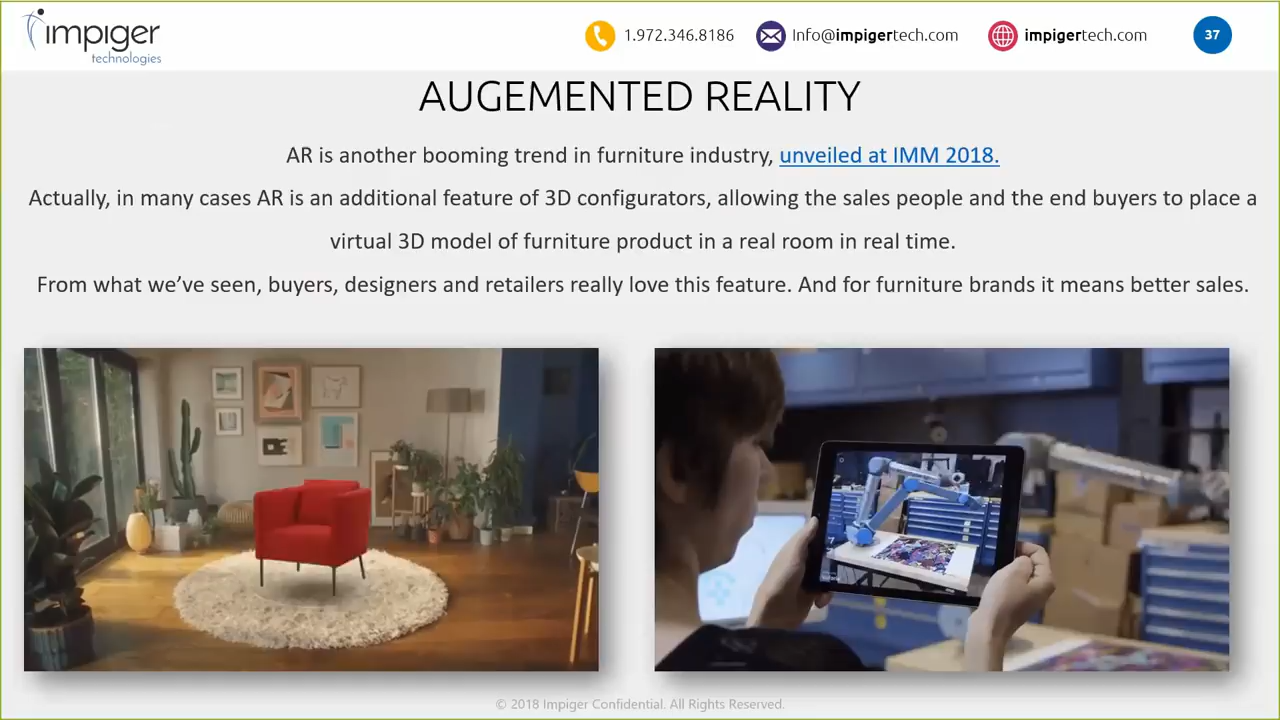 impiger
technologies
1.972.346.8186
Info@impigertech.com
impigertech.com
37
AUGEMENTED REALITY
AR is another booming trend in furniture industry, unveiled at IMM 2018.
Actually, in many cases AR is an additional feature of 3D configurators, allowing the sales people and the end buyers to place a
virtual 3D model of furniture product in a real room in real time.
From what we’ve seen, buyers, designers and retailers really love this feature. And for furniture brands it means better sales.
© 2018 Impiger Confidential. All Rights Reserved.